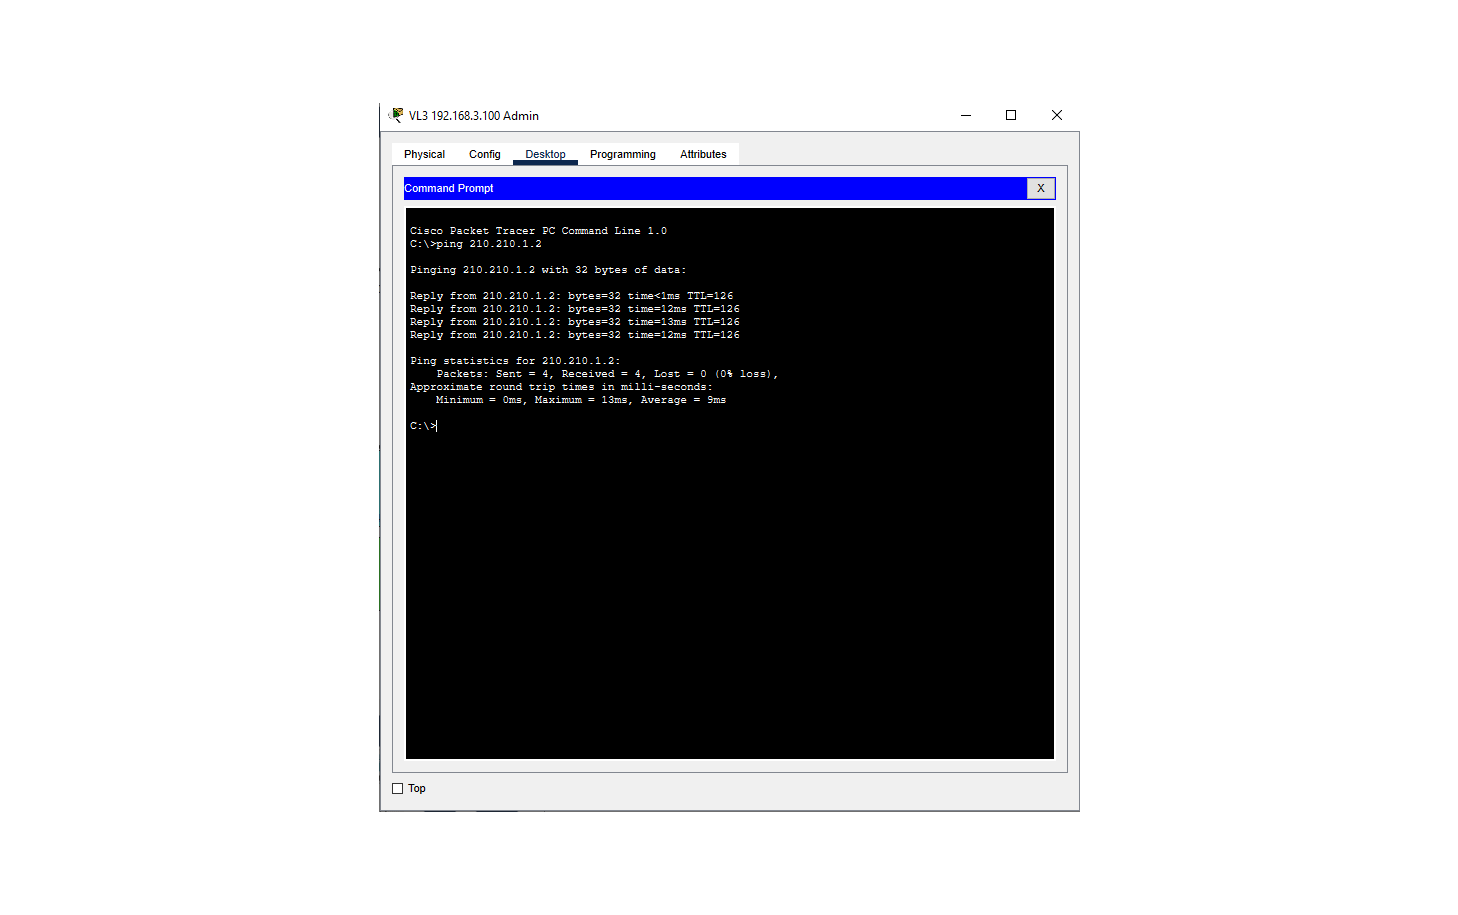 VL3 192.168.3.100 Admin
Physical Config Desktop Programming Attributes
Command Prompt X
Cisco Packet Tracer PC Command Line 1.0
C:\>ping 210.210.1.2
Pinging 210.210.1.2 with 32 bytes of data:
Reply from 210.210.1.2: bytes=32 time<1ms TTL=126
Reply from 210.210.1.2: bytes=32 time=12ms TTL=126
Reply from 210.210.1.2: bytes=32 time=13ms TTL=126
Reply from 210.210.1.2: bytes=32 time=12ms TTL=126
Ping statistics for 210.210.1.2:
Packets: Sent = 4, Received = 4, Lost = 0 (0% loss),
Approximate round trip times in milli-seconds:
Minimum = 0ms, Maximum = 13ms, Average = 9ms
C:\>
Top